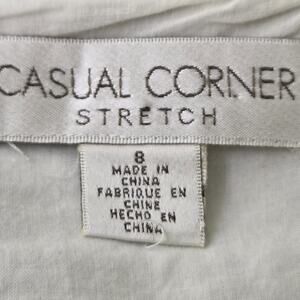 CASUAL CORNER
STRETCH
8
MADE IN
CHINA
FABRIQUE EN
CHINE
HECHO EN
CHINA